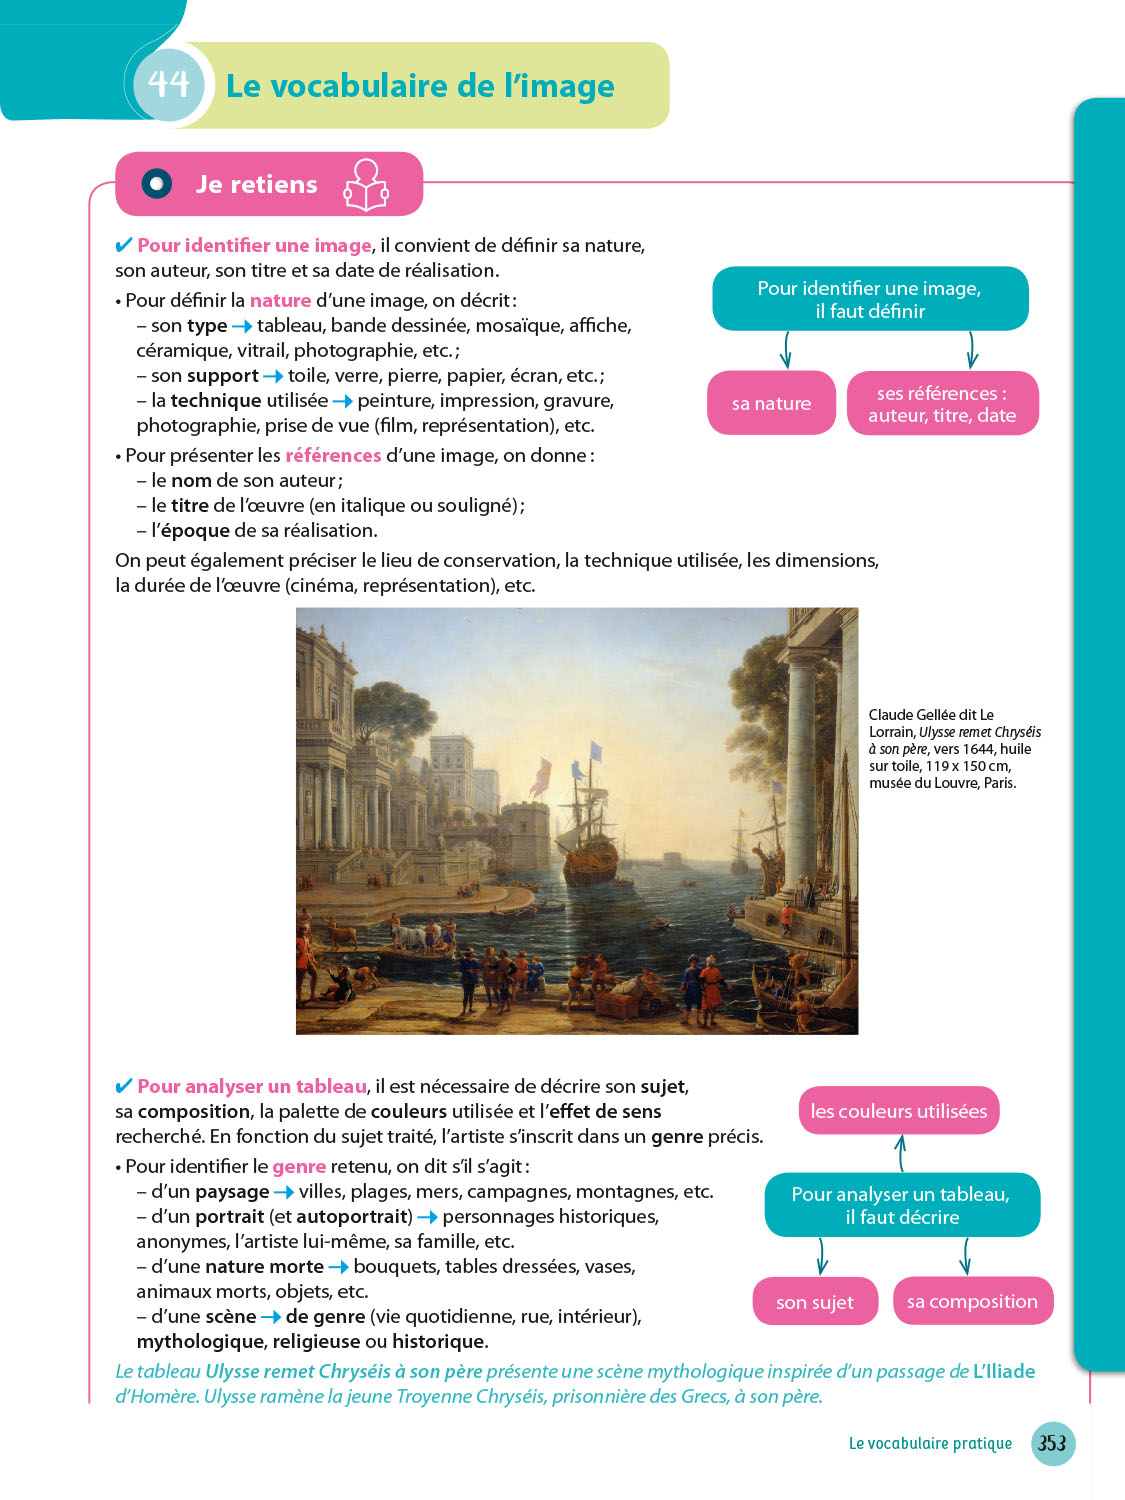 44
Le vocabulaire de l'image
Je retiens
✔ Pour identifier une image, il convient de définir sa nature,
son auteur, son titre et sa date de réalisation.
• Pour définir la nature d'une image, on décrit :
– son type → tableau, bande dessinée, mosaïque, affiche,
céramique, vitrail, photographie, etc. ;
– son support → toile, verre, pierre, papier, écran, etc. ;
– la technique utilisée → peinture, impression, gravure,
photographie, prise de vue (film, représentation), etc.
• Pour présenter les références d'une image, on donne :
– le nom de son auteur ;
– le titre de l'œuvre (en italique ou souligné) ;
– l'époque de sa réalisation.
Pour identifier une image,
il faut définir
sa nature
ses références :
auteur, titre, date
On peut également préciser le lieu de conservation, la technique utilisée, les dimensions,
la durée de l'œuvre (cinéma, représentation), etc.
Claude Gellée dit Le
Lorrain, Ulysse remet Chryséis
à son père, vers 1644, huile
sur toile, 119 x 150 cm,
musée du Louvre, Paris.
✔ Pour analyser un tableau, il est nécessaire de décrire son sujet,
sa composition, la palette de couleurs utilisée et l'effet de sens
recherché. En fonction du sujet traité, l'artiste s'inscrit dans un genre précis.
• Pour identifier le genre retenu, on dit s'il s'agit :
– d'un paysage → villes, plages, mers, campagnes, montagnes, etc.
– d'un portrait (et autoportrait) → personnages historiques,
anonymes, l'artiste lui-même, sa famille, etc.
– d'une nature morte → bouquets, tables dressées, vases,
animaux morts, objets, etc.
– d'une scène → de genre (vie quotidienne, rue, intérieur),
mythologique, religieuse ou historique.
les couleurs utilisées
Pour analyser un tableau,
il faut décrire
son sujet
sa composition
Le tableau Ulysse remet Chryséis à son père présente une scène mythologique inspirée d'un passage de L'Iliade
d'Homère. Ulysse ramène la jeune Troyenne Chryséis, prisonnière des Grecs, à son père.
Le vocabulaire pratique
353